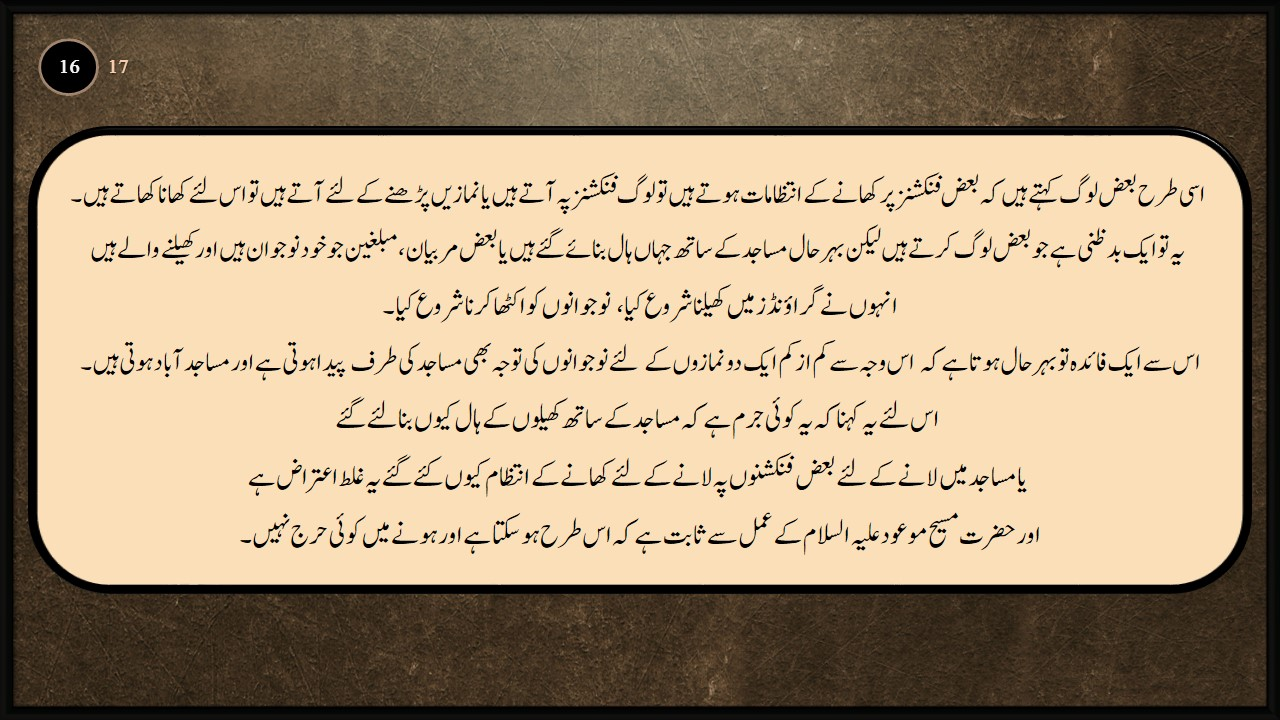 16 17
اسی طرح بعض لوگ کہتے ہیں کہ بعض فنکشنز پر کھانے کے انتظامات ہوتے ہیں تو لوگ فنکشنز پہ آتے ہیں یا نمازیں پڑھنے کے لئے آتے ہیں تو اس لئے کھانا کھاتے ہیں۔
یہ تو ایک بدظنی ہے جو بعض لوگ کرتے ہیں لیکن بہرحال مساجد کے ساتھ جہاں ہال بنائے گئے ہیں یا بعض مربیان، مبلغین جو خود نوجوان ہیں اور کھیلنے والے ہیں
انہوں نے گراؤنڈز میں کھیلنا شروع کیا، نوجوانوں کو اکٹھا کرنا شروع کیا۔
اس سے ایک فائدہ تو بہرحال ہوتا ہے کہ اس وجہ سے کم از کم ایک دو نمازوں کے لئے نوجوانوں کی توجہ بھی مساجد کی طرف پیدا ہوتی ہے اور مساجد آباد ہوتی ہیں۔
اس لئے یہ کہنا کہ یہ کوئی جرم ہے کہ مساجد کے ساتھ کھیلوں کے ہال کیوں بنا لئے گئے
یا مساجد میں لانے کے لئے بعض فنکشنوں پہ لانے کے لئے کھانے کے انتظام کیوں کئے گئے یہ غلط اعتراض ہے
اور حضرت مسیح موعود علیہ السلام کے عمل سے ثابت ہے کہ اس طرح ہو سکتا ہے اور ہونے میں کوئی حرج نہیں۔